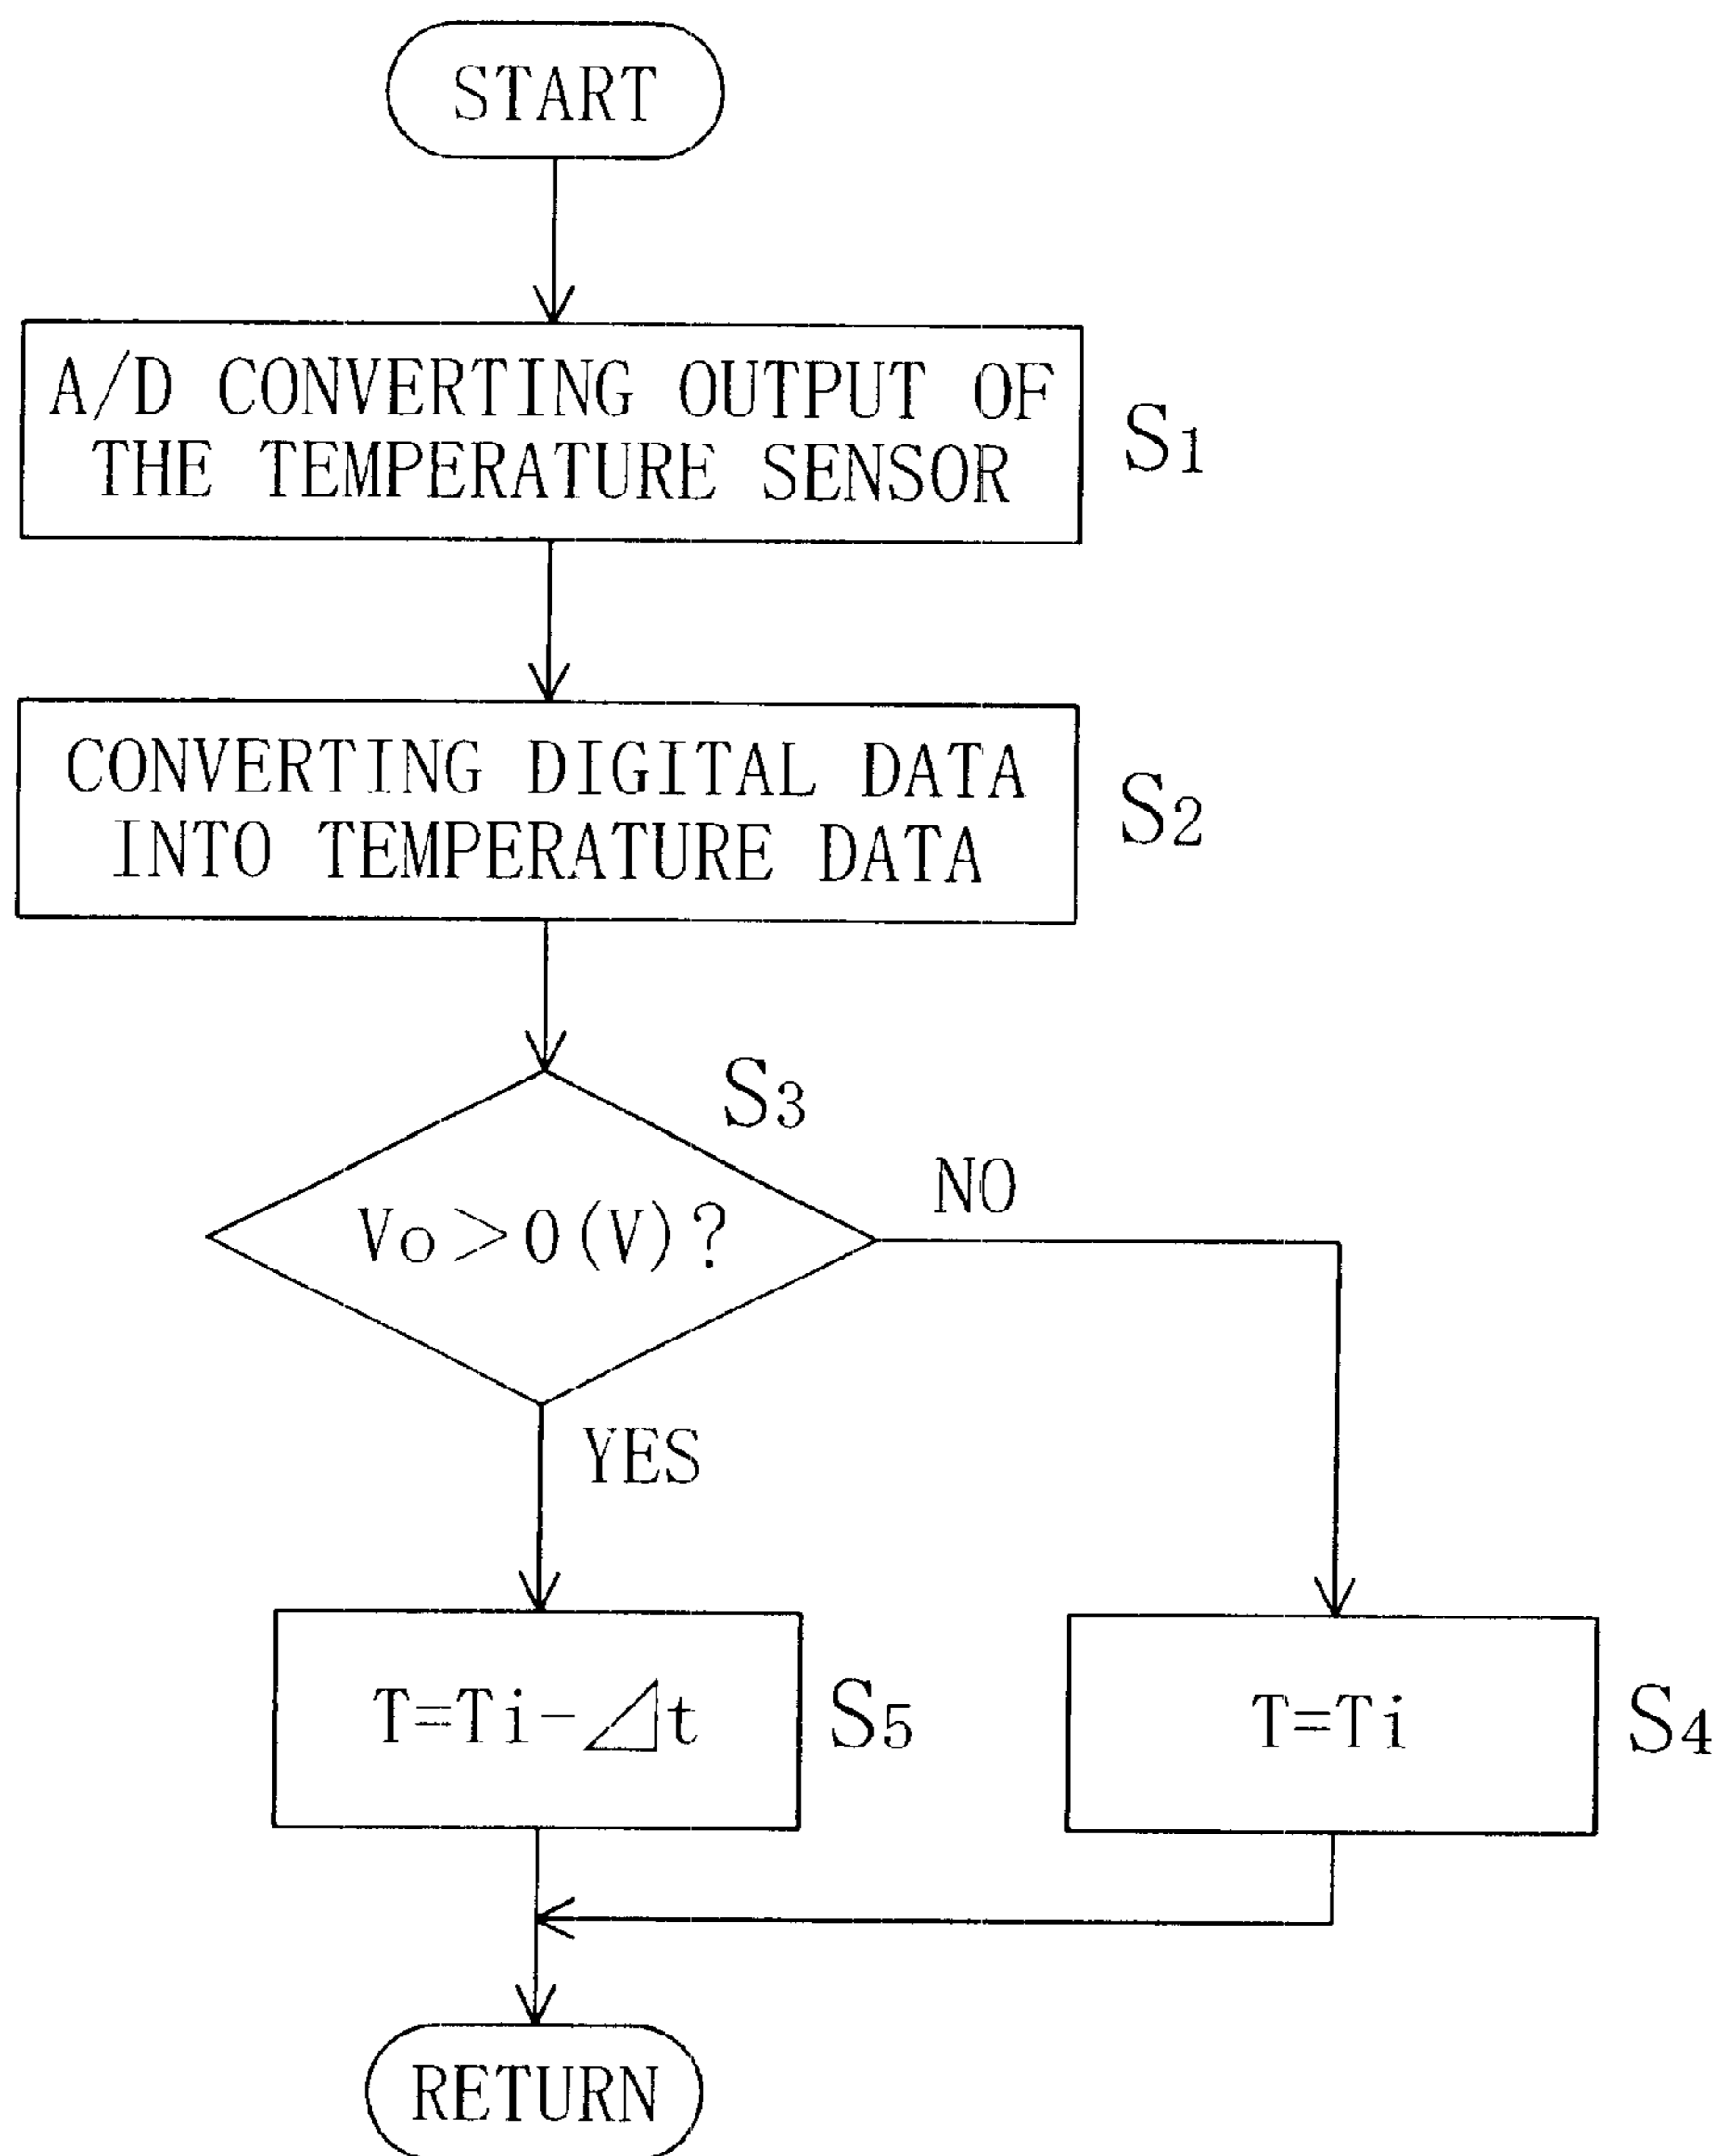 START
A/D CONVERTING OUTPUT OF
THE TEMPERATURE SENSOR
S1
CONVERTING DIGITAL DATA
INTO TEMPERATURE DATA
S2
S3
Vo>0(V)?
NO
YES
T=Ti-⊿t
S5
T=Ti
S4
RETURN